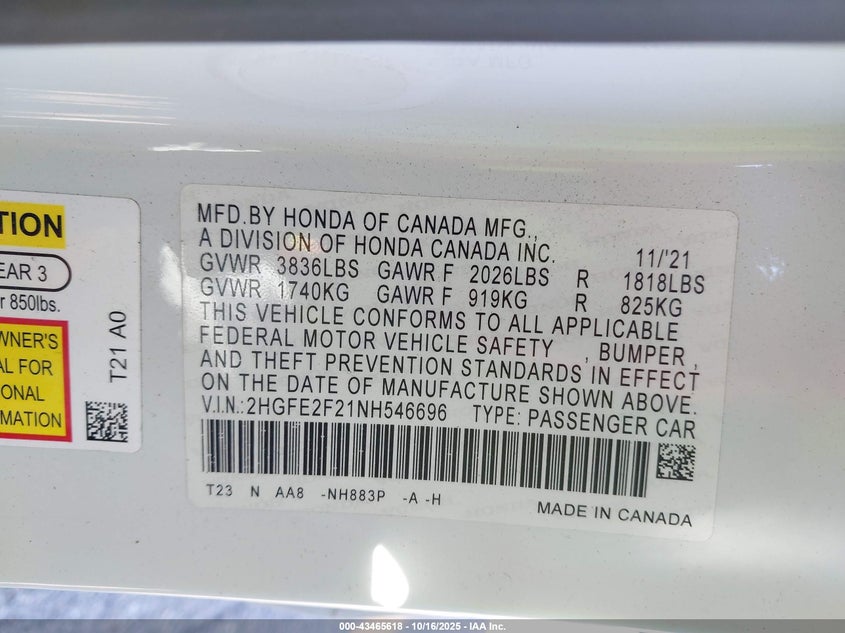 TION
EAR 3
r 850lbs.
WNER'S
AL FOR
ONAL
MATION
T21 A0
MFD.BY HONDA OF CANADA MFG.,
A DIVISION OF HONDA CANADA INC. 11/'21
GVWR 3836LBS GAWR F 2026LBS R 1818LBS
GVWR 1740KG GAWR F 919KG R 825KG
THIS VEHICLE CONFORMS TO ALL APPLICABLE
FEDERAL MOTOR VEHICLE SAFETY , BUMPER ,
AND THEFT PREVENTION STANDARDS IN EFFECT
ON THE DATE OF MANUFACTURE SHOWN ABOVE.
V.I.N.:2HGFE2F21NH546696 TYPE: PASSENGER CAR
T23 N AA8 -NH883P -A -H
MADE IN CANADA
000-43465618 - 10/16/2025 - IAA Inc.